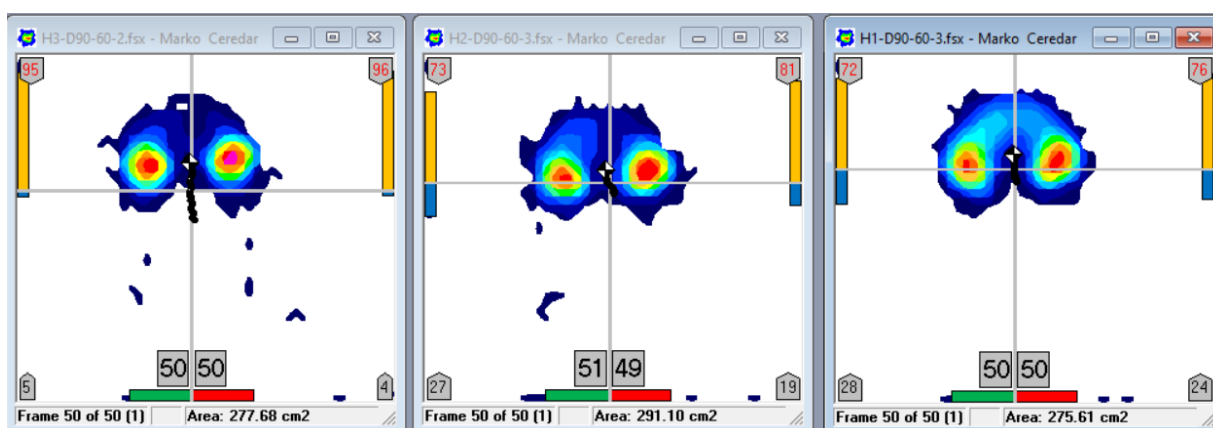 H3-D90-60-2.fsx - Marko Ceredar
95 96
50 50
5 4
Frame 50 of 50 (1) Area: 277.68 cm2
H2-D90-60-3.fsx - Marko Ceredar
73 81
51 49
27 19
Frame 50 of 50 (1) Area: 291.10 cm2
H1-D90-60-3.fsx - Marko Ceredar
72 76
50 50
28 24
Frame 50 of 50 (1) Area: 275.61 cm2